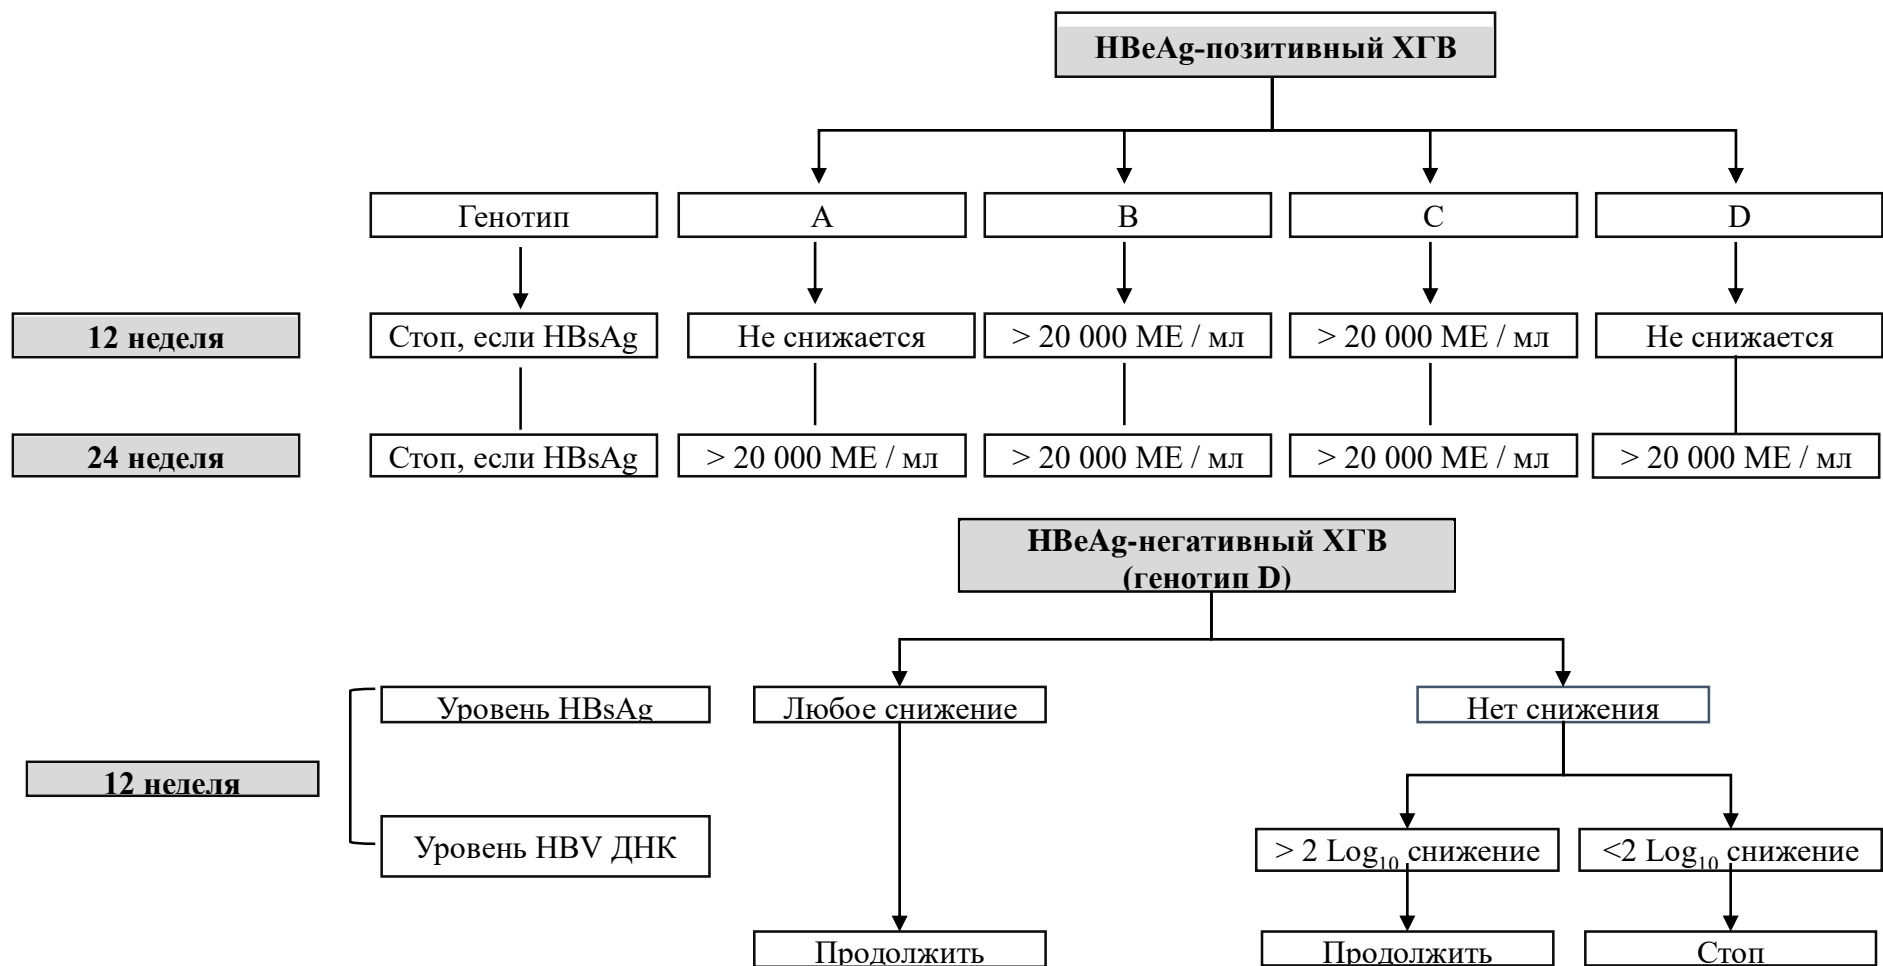 HBeAg-позитивный ХГВ
Генотип
A
B
C
D
12 неделя
Стоп, если HBsAg
Не снижается
> 20 000 МЕ / мл
> 20 000 МЕ / мл
Не снижается
24 неделя
Стоп, если HBsAg
> 20 000 МЕ / мл
> 20 000 МЕ / мл
> 20 000 МЕ / мл
> 20 000 МЕ / мл
HBeAg-негативный ХГВ
(генотип D)
Уровень HBsAg
Любое снижение
Нет снижения
12 неделя
Уровень HBV ДНК
> 2 Log₁₀ снижение
<2 Log₁₀ снижение
Продолжить
Продолжить
Стоп